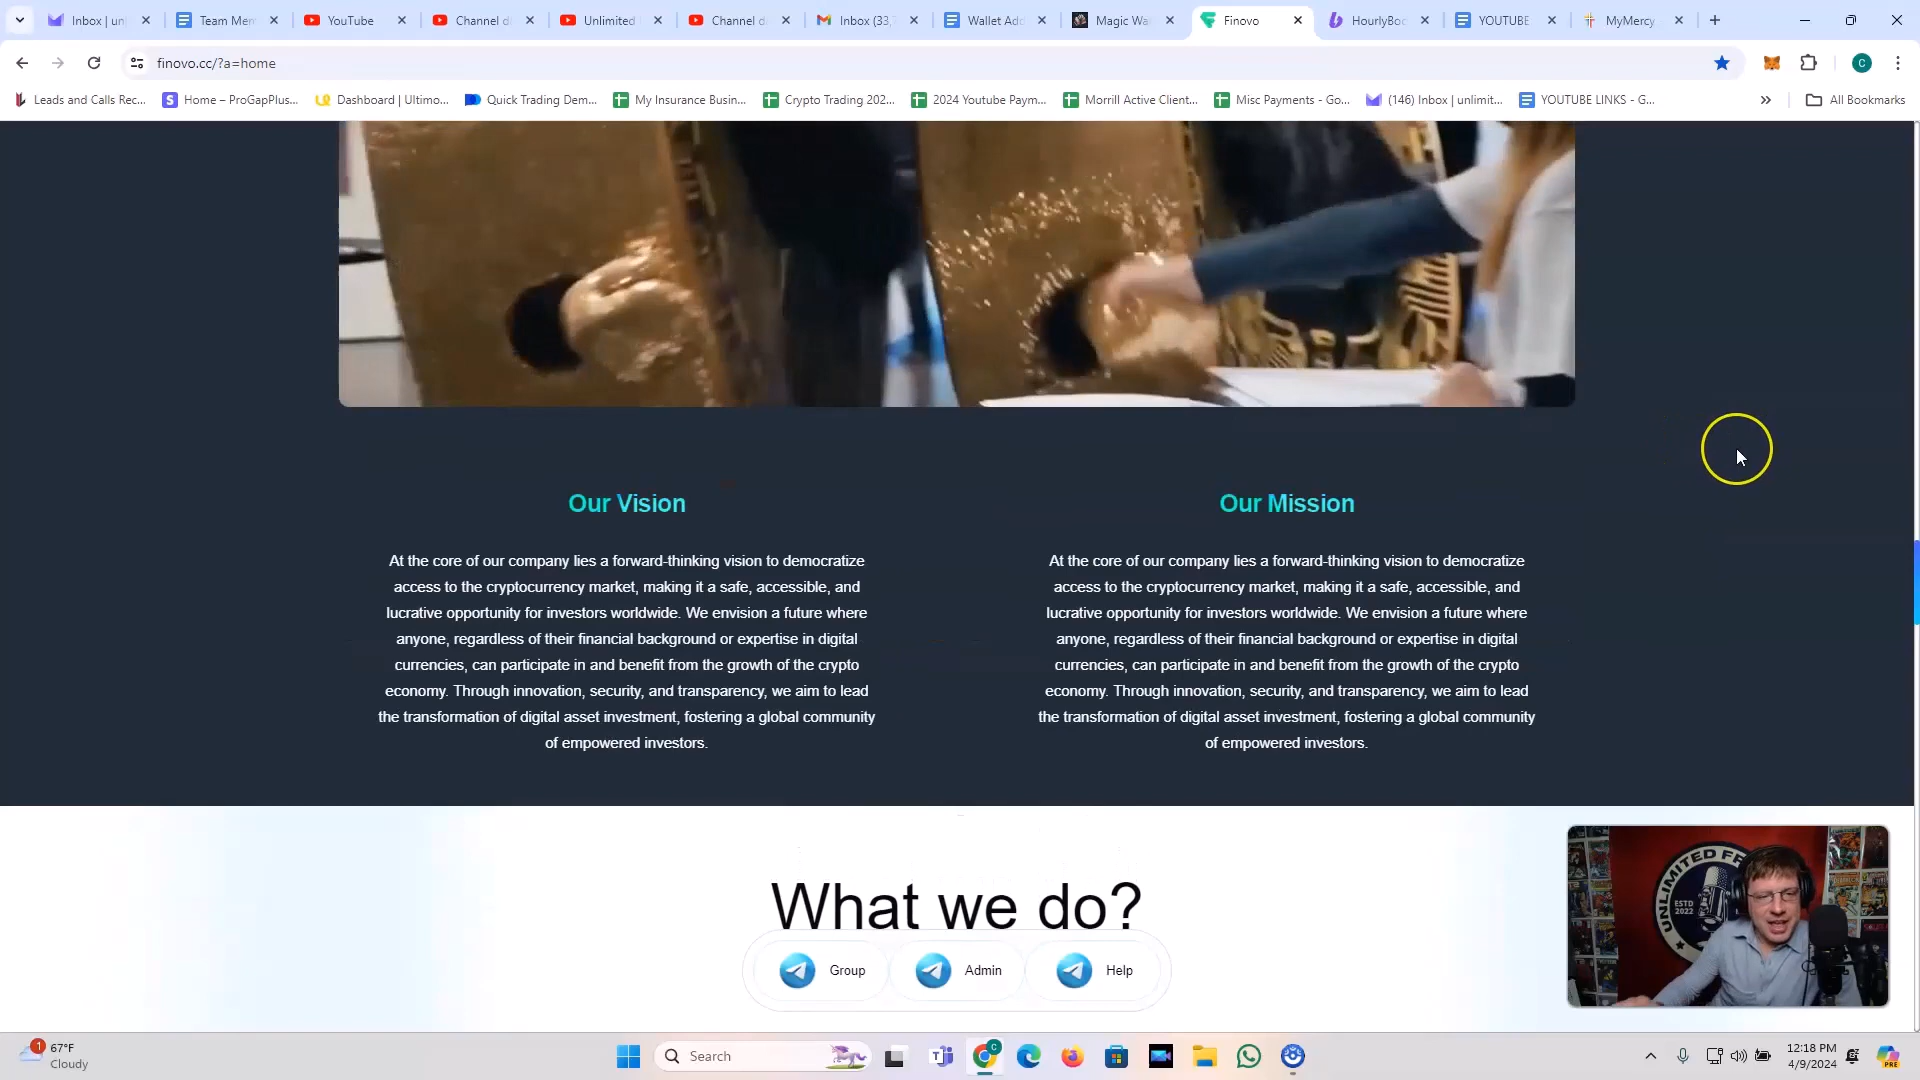 Inbox | un
Team Mem
YouTube
Channel d
Unlimited
Channel da
Inbox (33,
Wallet Add
Magic Wa
Finovo
HourlyBoo
YOUTUBE
MyMercy
finovo.cc/?a=home
C
Leads and Calls Rec...
Home – ProGapPlus...
Dashboard | Ultimo...
Quick Trading Dem...
My Insurance Busin...
Crypto Trading 202...
2024 Youtube Paym...
Morrill Active Client...
Misc Payments - Go...
(146) Inbox | unlimit...
YOUTUBE LINKS - G...
All Bookmarks
Our Vision
At the core of our company lies a forward-thinking vision to democratize
access to the cryptocurrency market, making it a safe, accessible, and
lucrative opportunity for investors worldwide. We envision a future where
anyone, regardless of their financial background or expertise in digital
currencies, can participate in and benefit from the growth of the crypto
economy. Through innovation, security, and transparency, we aim to lead
the transformation of digital asset investment, fostering a global community
of empowered investors.
Our Mission
At the core of our company lies a forward-thinking vision to democratize
access to the cryptocurrency market, making it a safe, accessible, and
lucrative opportunity for investors worldwide. We envision a future where
anyone, regardless of their financial background or expertise in digital
currencies, can participate in and benefit from the growth of the crypto
economy. Through innovation, security, and transparency, we aim to lead
the transformation of digital asset investment, fostering a global community
of empowered investors.
What we do?
Group
Admin
Help
UNLIMITED FR
ESTD
2022
1
67°F
Cloudy
Search
12:18 PM
4/9/2024
PRE